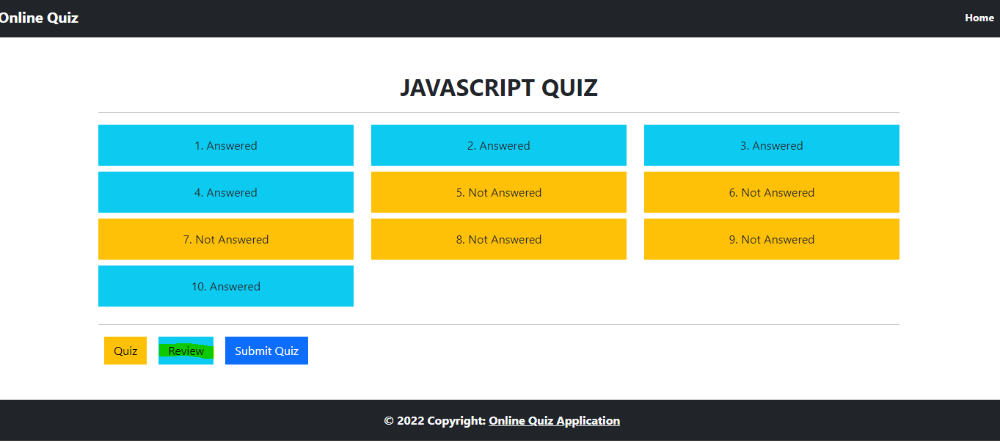 Online Quiz Home
JAVASCRIPT QUIZ
1. Answered 2. Answered 3. Answered
4. Answered 5. Not Answered 6. Not Answered
7. Not Answered 8. Not Answered 9. Not Answered
10. Answered
Quiz Review Submit Quiz
© 2022 Copyright: Online Quiz Application